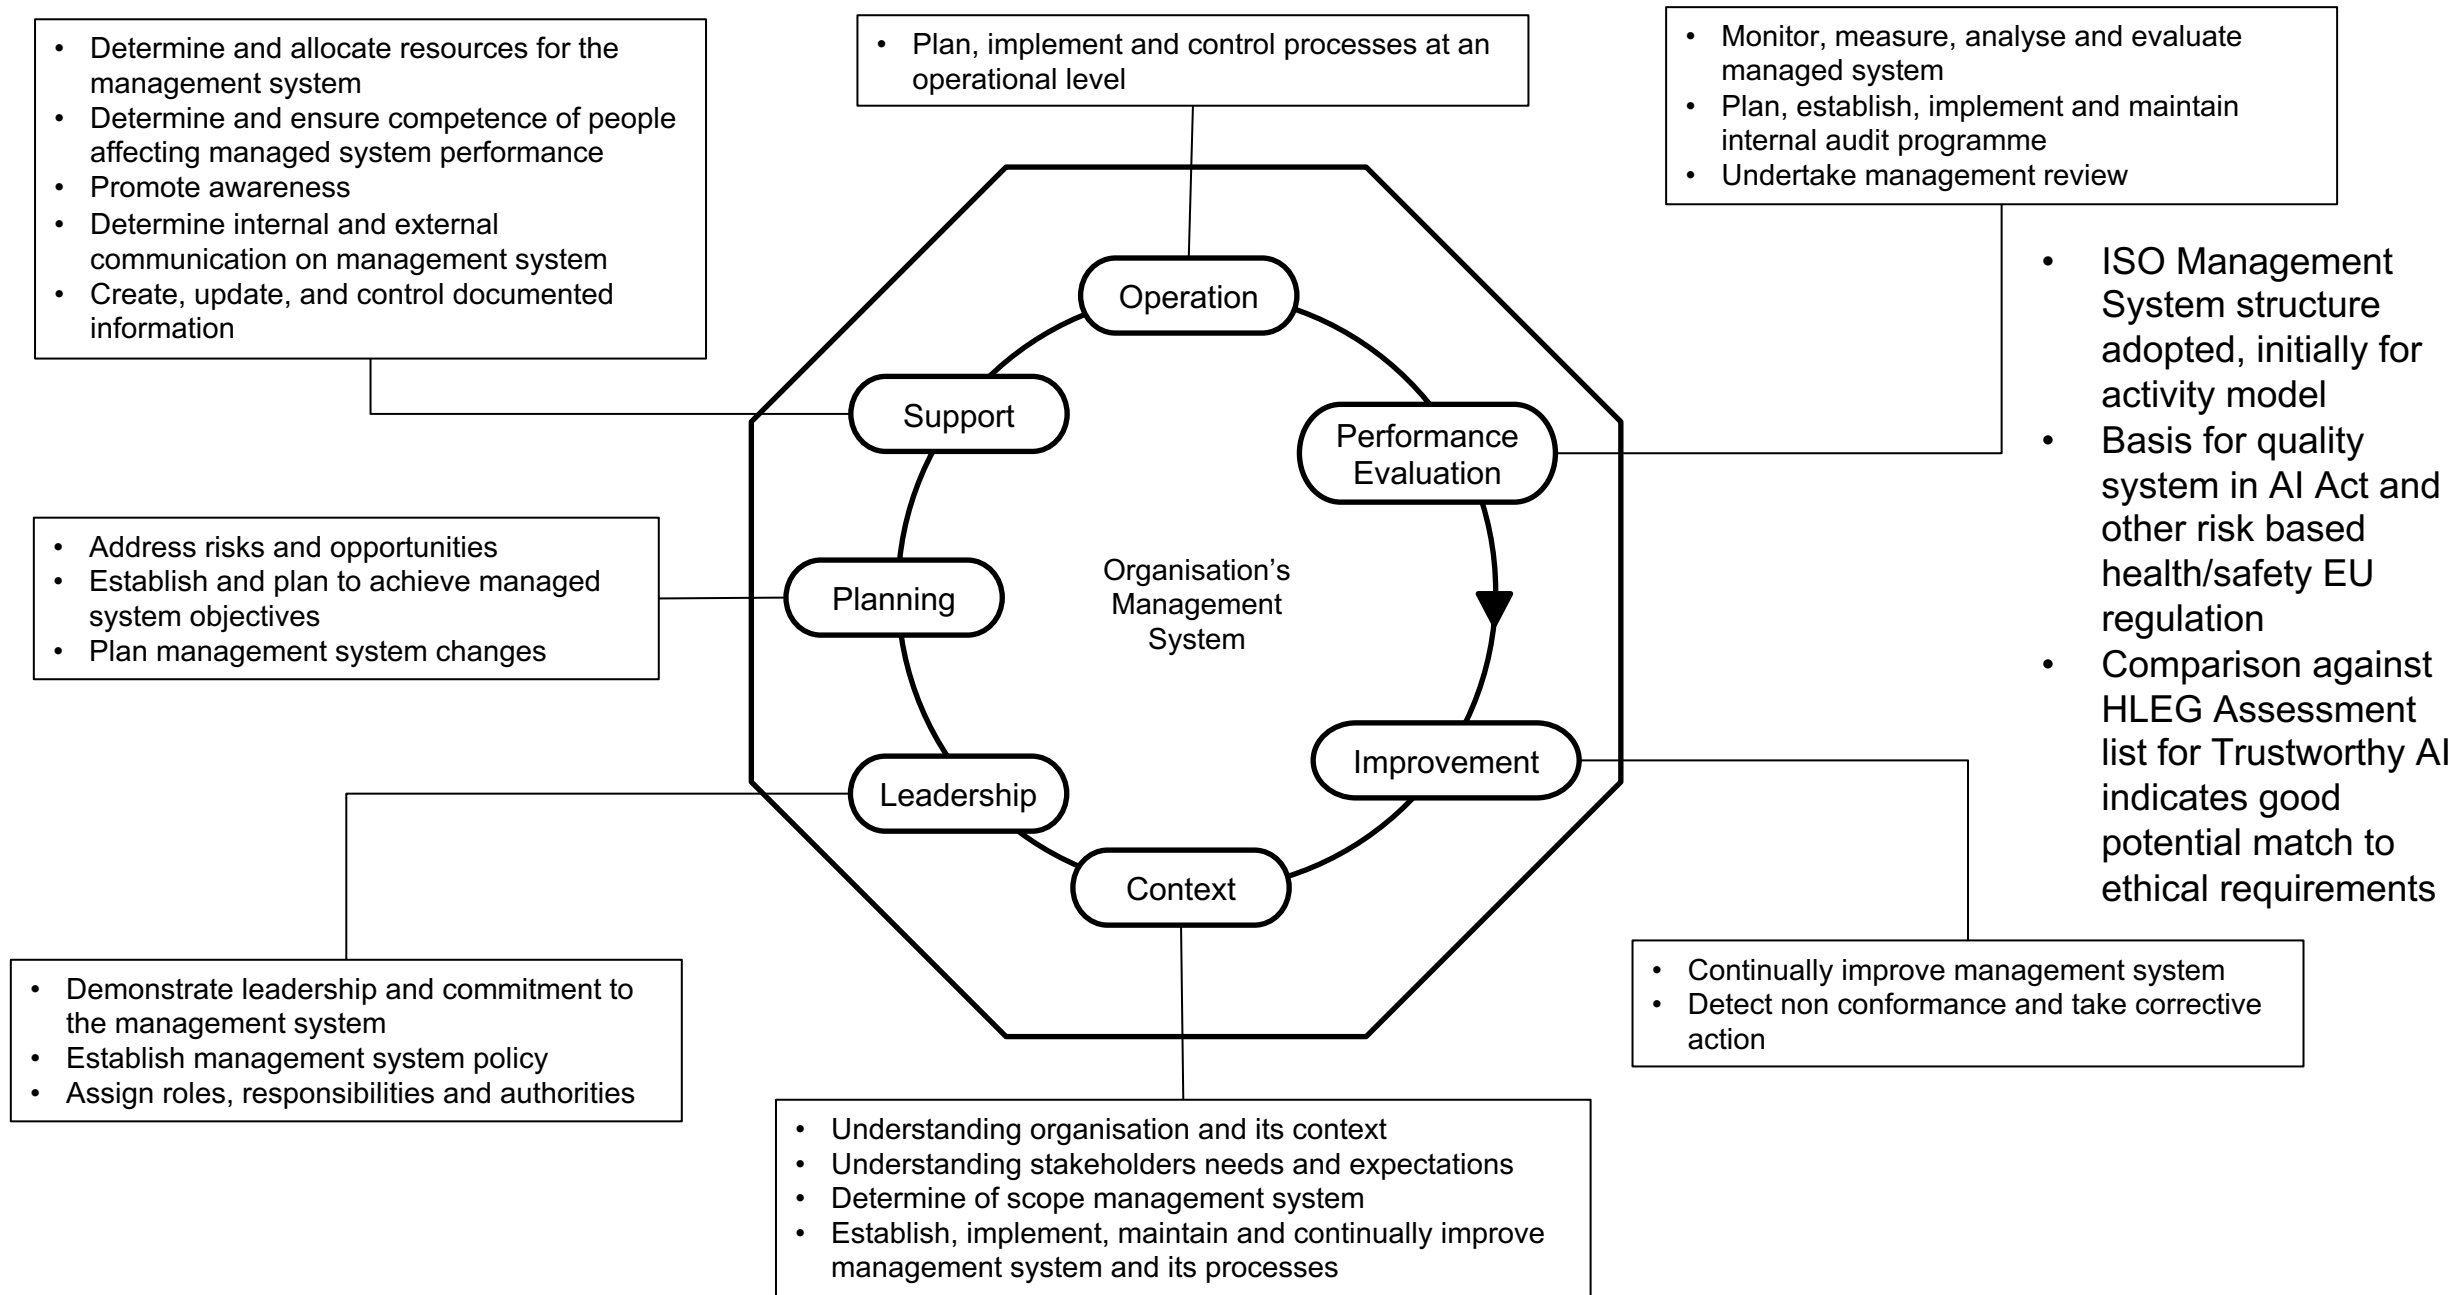 • Determine and allocate resources for the
management system
• Determine and ensure competence of people
affecting managed system performance
• Promote awareness
• Determine internal and external
communication on management system
• Create, update, and control documented
information
• Plan, implement and control processes at an
operational level
• Monitor, measure, analyse and evaluate
managed system
• Plan, establish, implement and maintain
internal audit programme
• Undertake management review
• ISO Management
System structure
adopted, initially for
activity model
• Basis for quality
system in AI Act and
other risk based
health/safety EU
regulation
• Comparison against
HLEG Assessment
list for Trustworthy AI
indicates good
potential match to
ethical requirements
Operation
Support
Performance
Evaluation
• Address risks and opportunities
• Establish and plan to achieve managed
system objectives
• Plan management system changes
Planning
Organisation’s
Management
System
Leadership
Improvement
Context
• Demonstrate leadership and commitment to
the management system
• Establish management system policy
• Assign roles, responsibilities and authorities
• Continually improve management system
• Detect non conformance and take corrective
action
• Understanding organisation and its context
• Understanding stakeholders needs and expectations
• Determine of scope management system
• Establish, implement, maintain and continually improve
management system and its processes